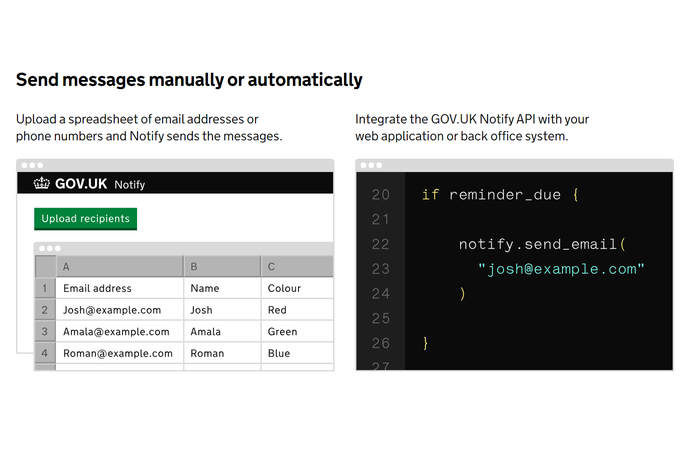 Send messages manually or automatically
Upload a spreadsheet of email addresses or
phone numbers and Notify sends the messages.
GOV.UK Notify
Upload recipients
A B C
1 Email address Name Colour
2 Josh@example.com Josh Red
3 Amala@example.com Amala Green
4 Roman@example.com Roman Blue
Integrate the GOV.UK Notify API with your
web application or back office system.
20 if reminder_due {
21
22 notify.send_email(
23 "josh@example.com"
24 )
25
26 }
27